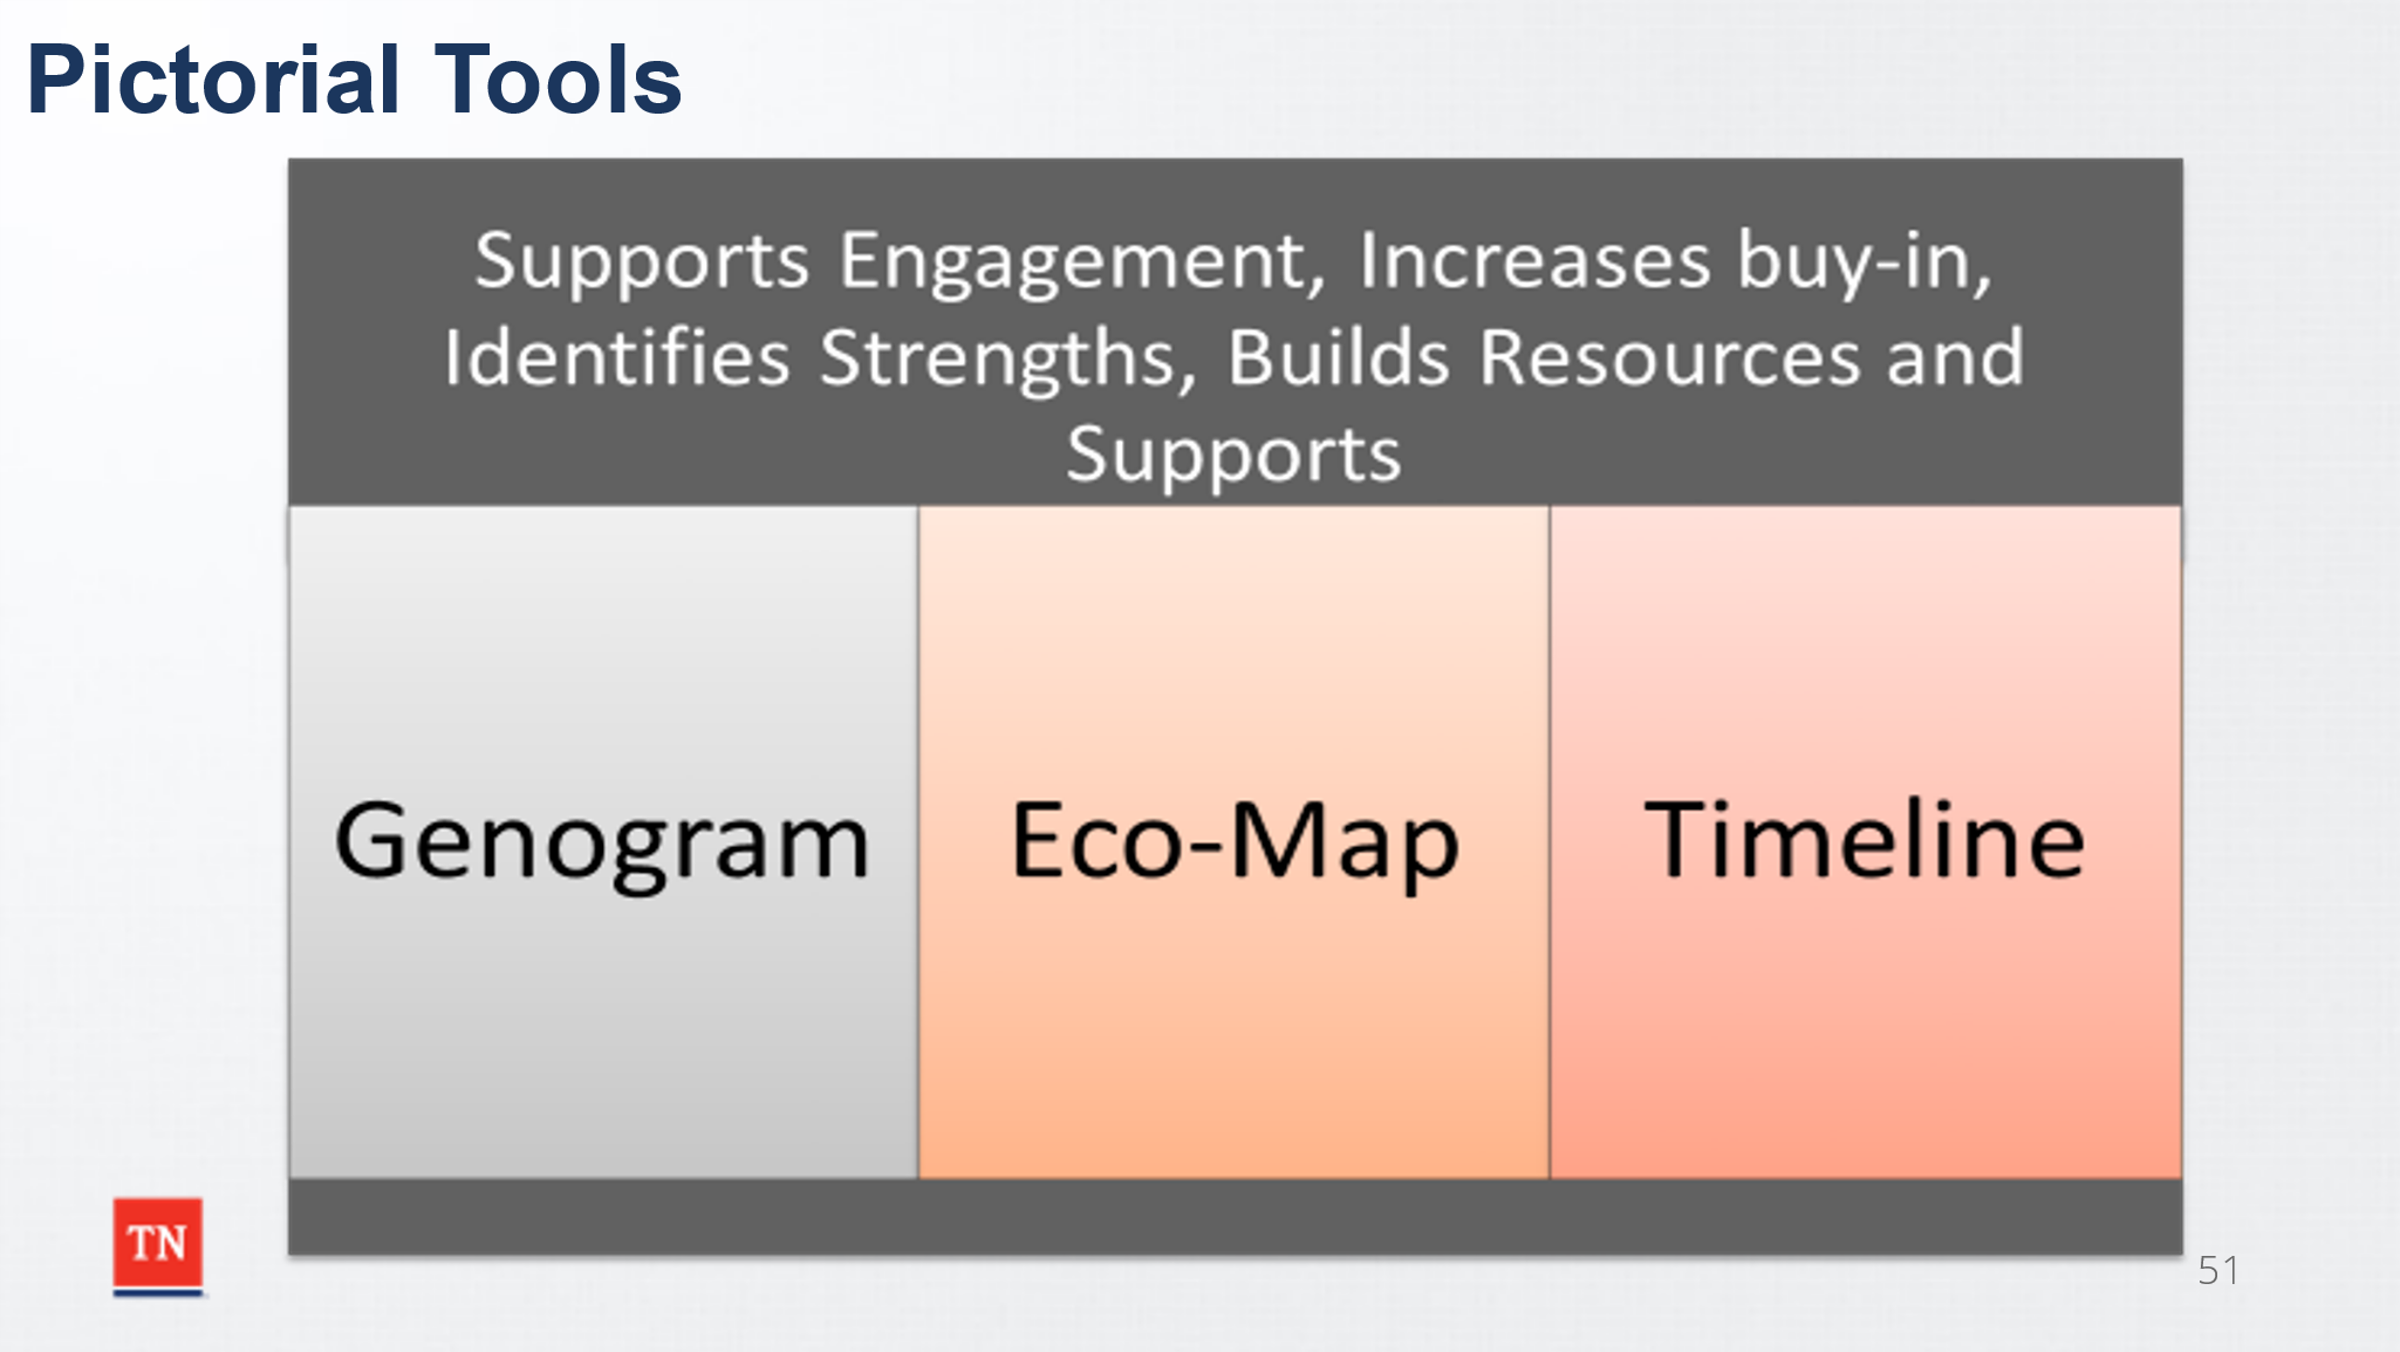 Pictorial Tools
Supports Engagement, Increases buy-in,
Identifies Strengths, Builds Resources and
Supports
Genogram
Eco-Map
Timeline
TN
51